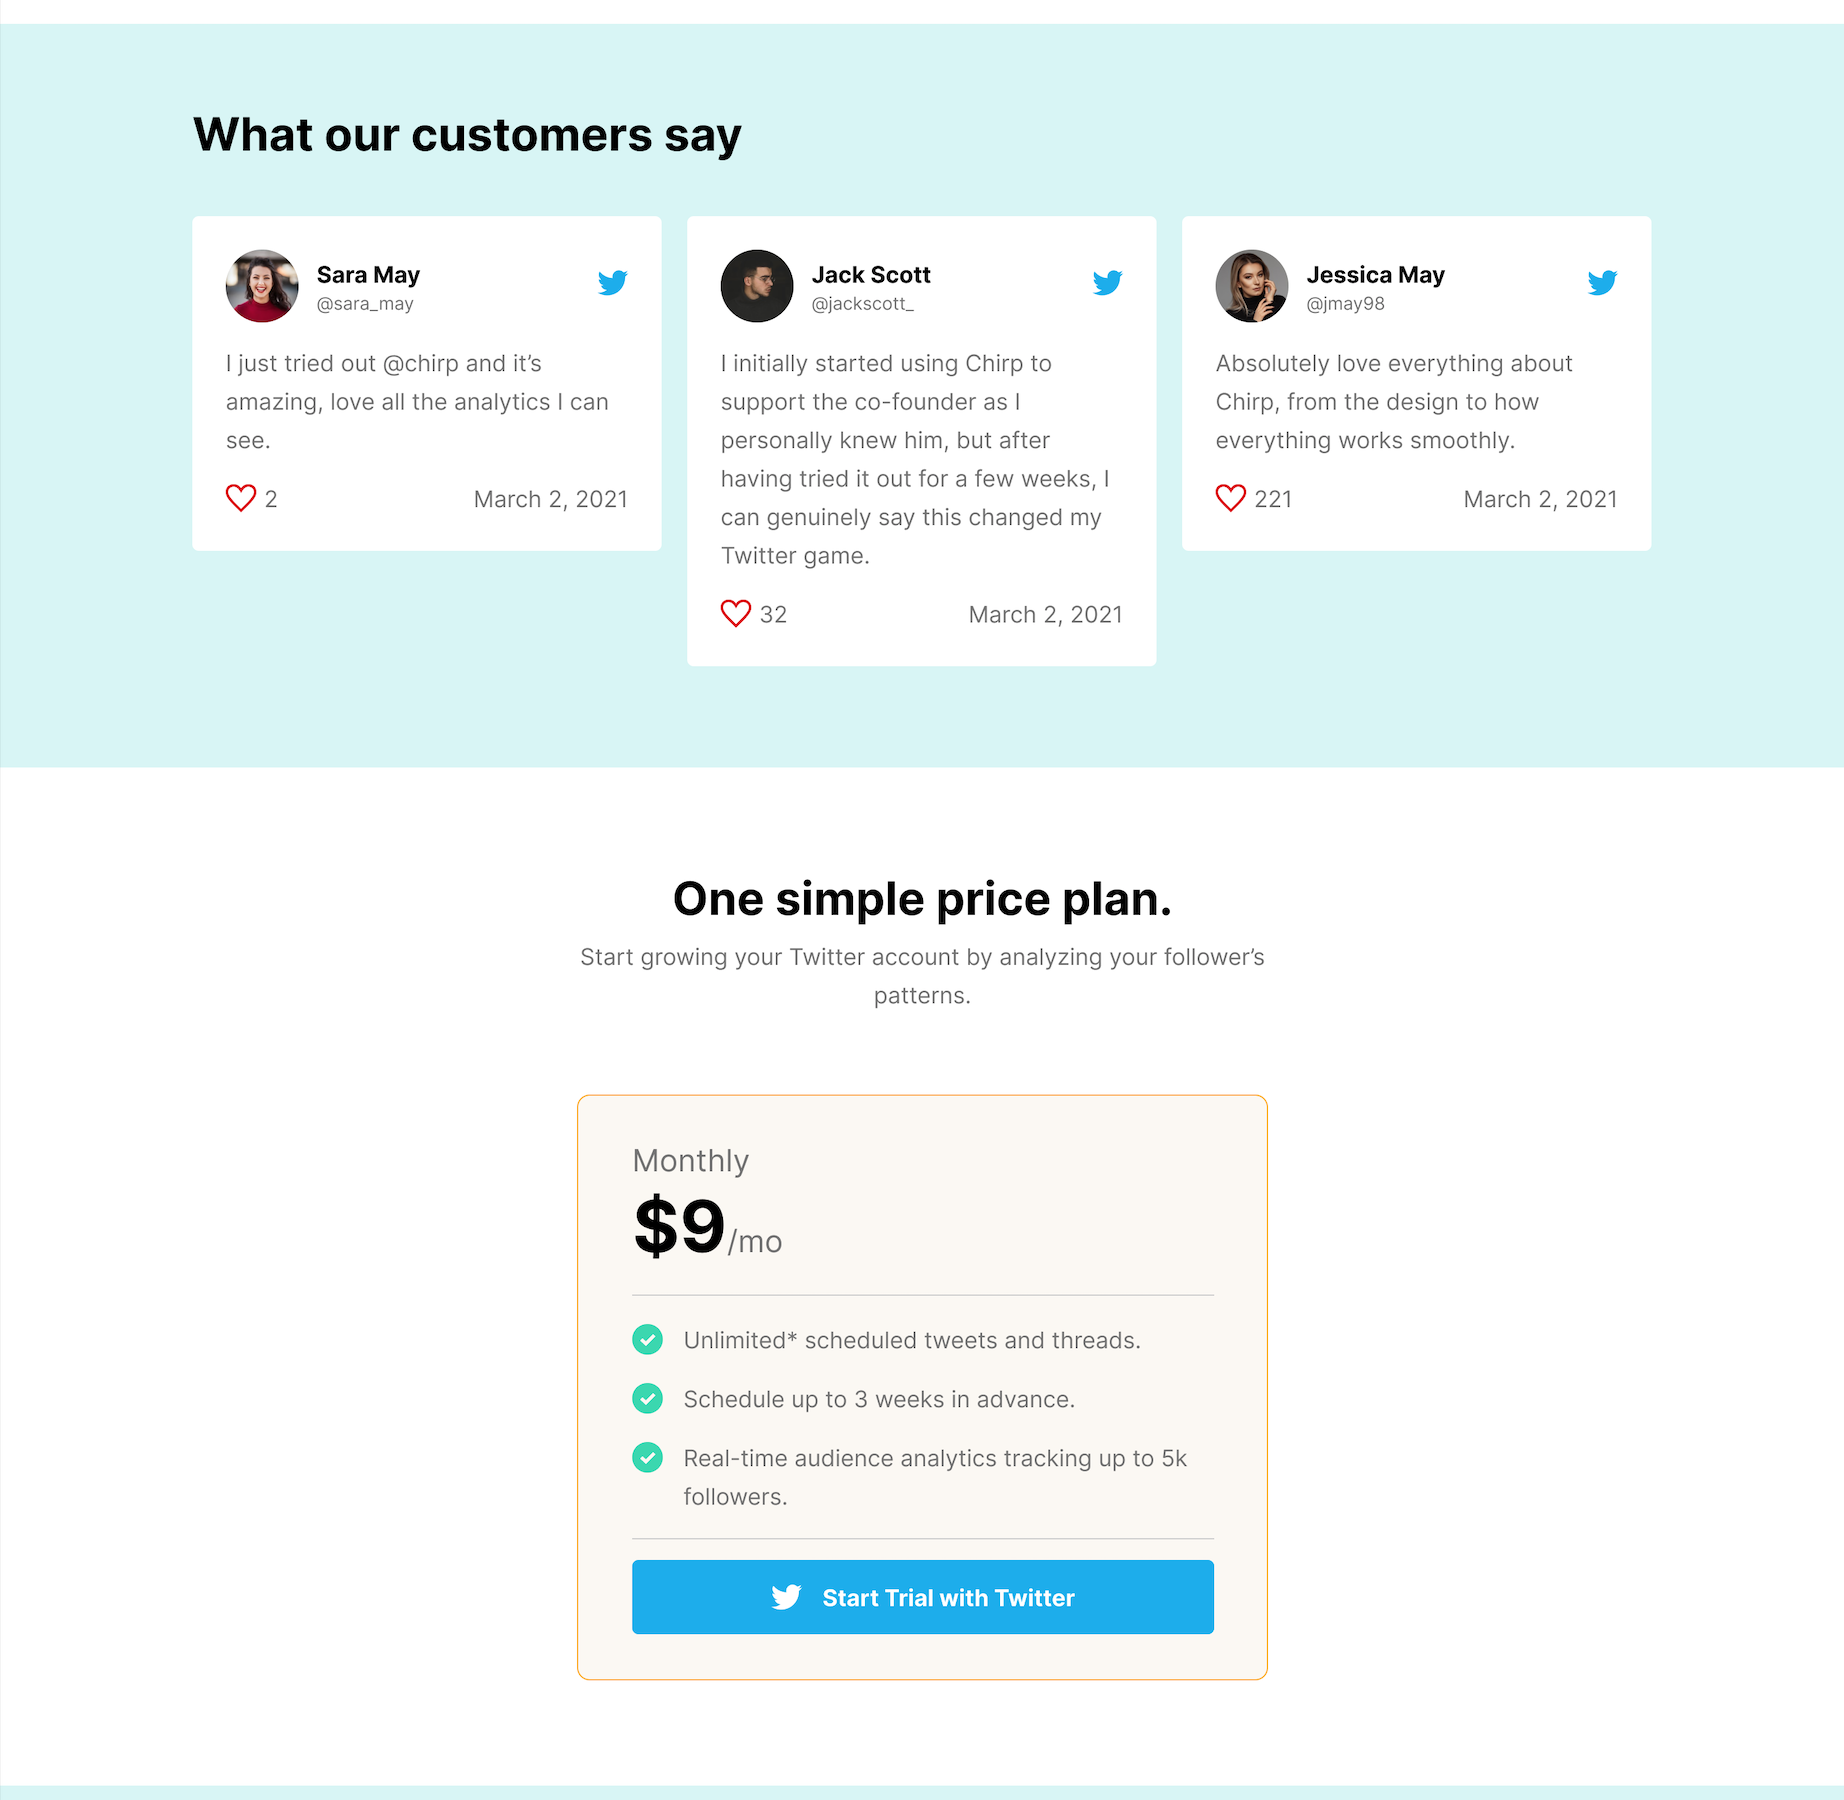 What our customers say
Sara May
@sara_may
I just tried out @chirp and it’s
amazing, love all the analytics I can
see.
2
March 2, 2021
Jack Scott
@jackscott_
I initially started using Chirp to
support the co-founder as I
personally knew him, but after
having tried it out for a few weeks, I
can genuinely say this changed my
Twitter game.
32
March 2, 2021
Jessica May
@jmay98
Absolutely love everything about
Chirp, from the design to how
everything works smoothly.
221
March 2, 2021
One simple price plan.
Start growing your Twitter account by analyzing your follower’s
patterns.
Monthly
$9/mo
Unlimited* scheduled tweets and threads.
Schedule up to 3 weeks in advance.
Real-time audience analytics tracking up to 5k
followers.
Start Trial with Twitter